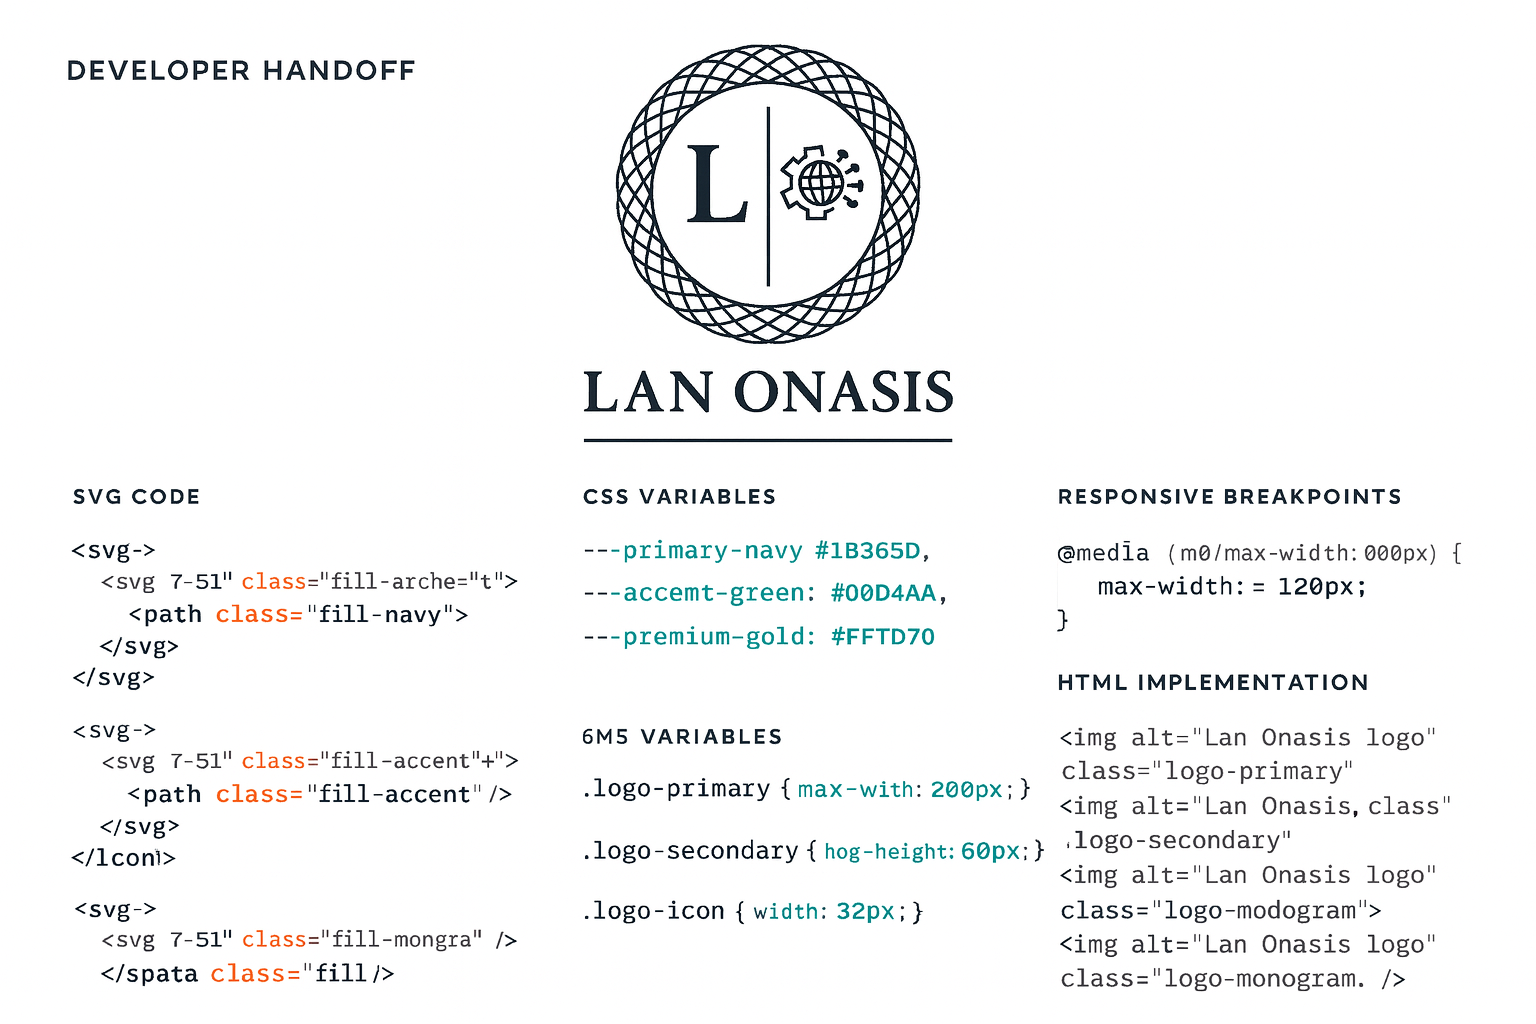 DEVELOPER HANDOFF
L
LAN ONASIS
SVG CODE
<svg->
<svg 7-51" class="fill-arche="t">
<path class="fill-navy">
</svg>
</svg>
<svg->
<svg 7-51" class="fill-accent"+">
<path class="fill-accent" />
</svg>
</lcon1>
<svg->
<svg 7-51" class="fill-mongra" />
</spata class="fill/>
CSS VARIABLES
---primary-navy #1B365D,
---accemt-green: #00D4AA,
---premium-gold: #FFTD70
6M5 VARIABLES
.logo-primary { max-with: 200px; }
.logo-secondary { hog-height: 60px; }
.logo-icon { width: 32px; }
RESPONSIVE BREAKPOINTS
@medīa (m0/max-width: 000px) {
max-width: = 120px;
}
HTML IMPLEMENTATION
<img alt="Lan Onasis logo"
class="logo-primary"
<img alt="Lan Onasis, class"
.logo-secondary"
<img alt="Lan Onasis logo"
class="logo-modogram">
<img alt="Lan Onasis logo"
class="logo-monogram. />